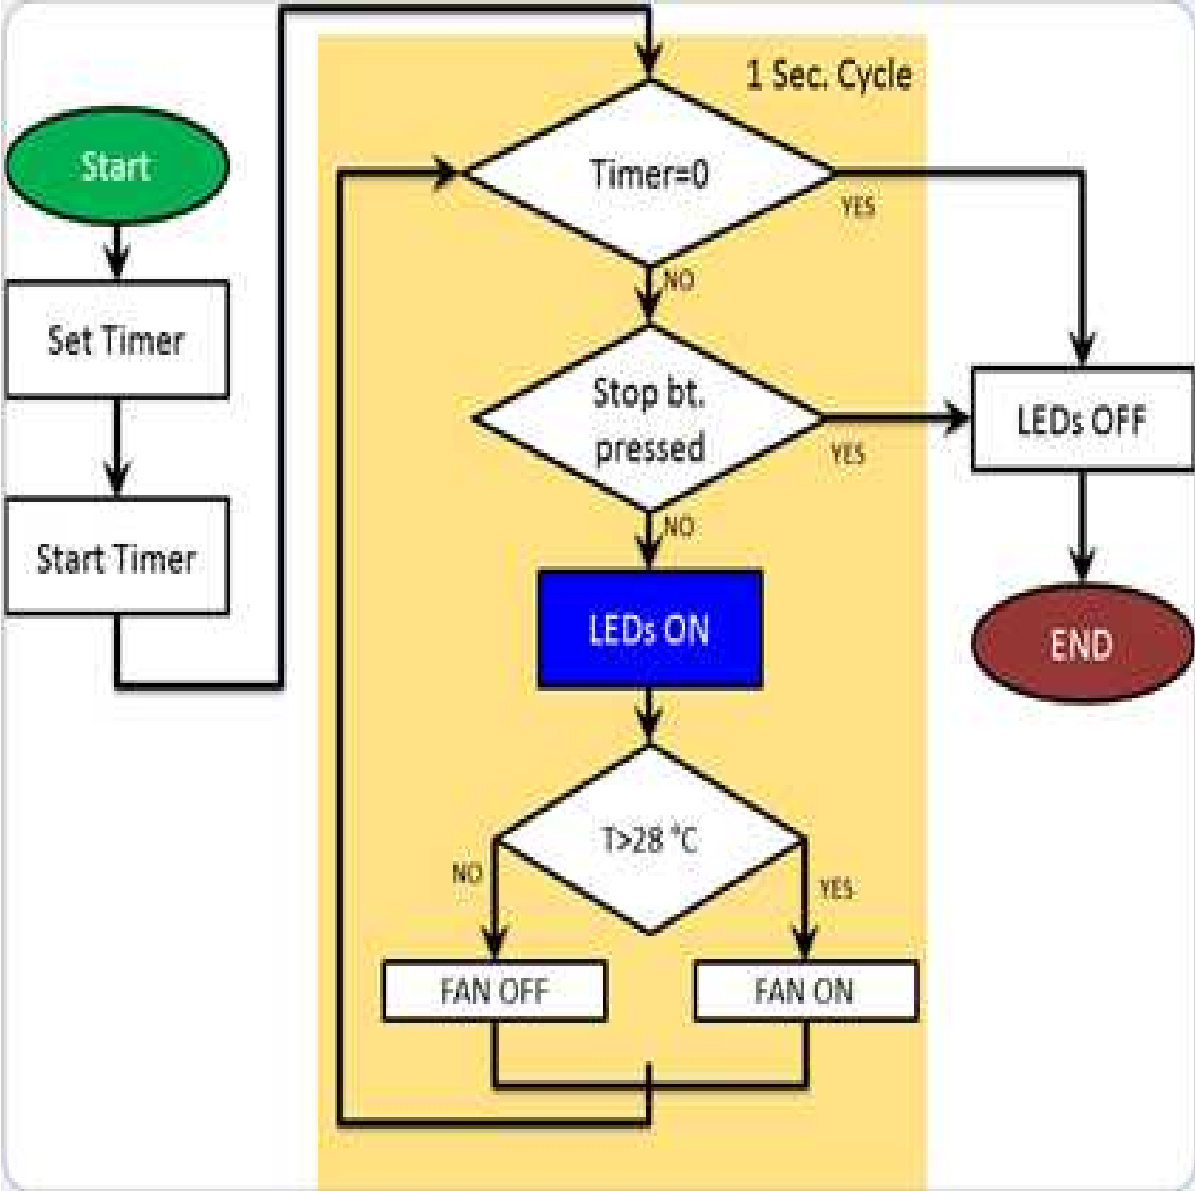 1 Sec. Cycle
Start
Timer=0
YES
NO
Set Timer
Stop bt.
pressed
YES
LEDs OFF
NO
Start Timer
LEDs ON
END
T>28 °C
NO
YES
FAN OFF
FAN ON